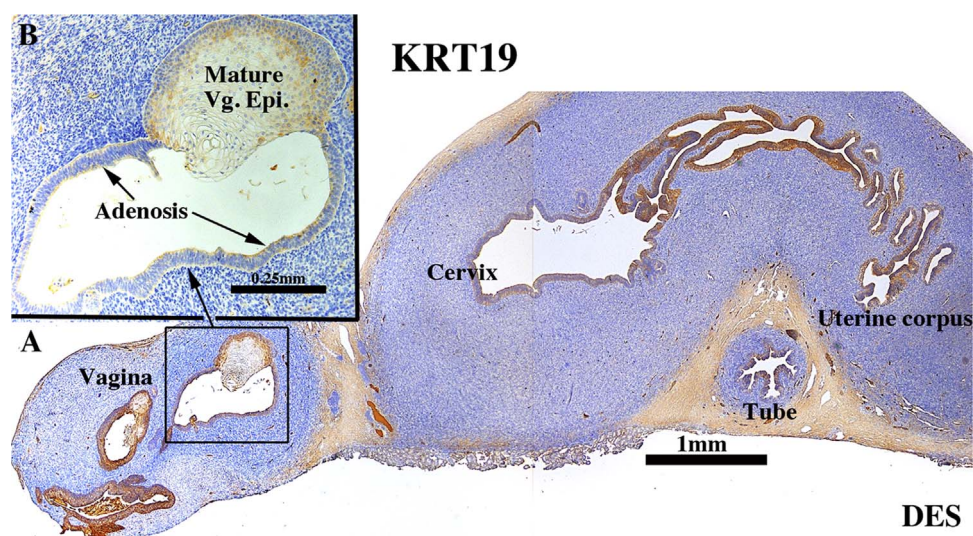 B
KRT19
Mature
Vg. Epi.
Adenosis
0.25mm
Cervix
Uterine corpus
A
Vagina
Tube
1mm
DES